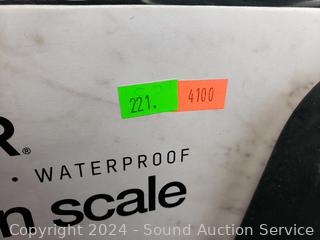 221. 4100
R®
. WATERPROOF
n scale
Copyright 2024 - Sound Auction Service